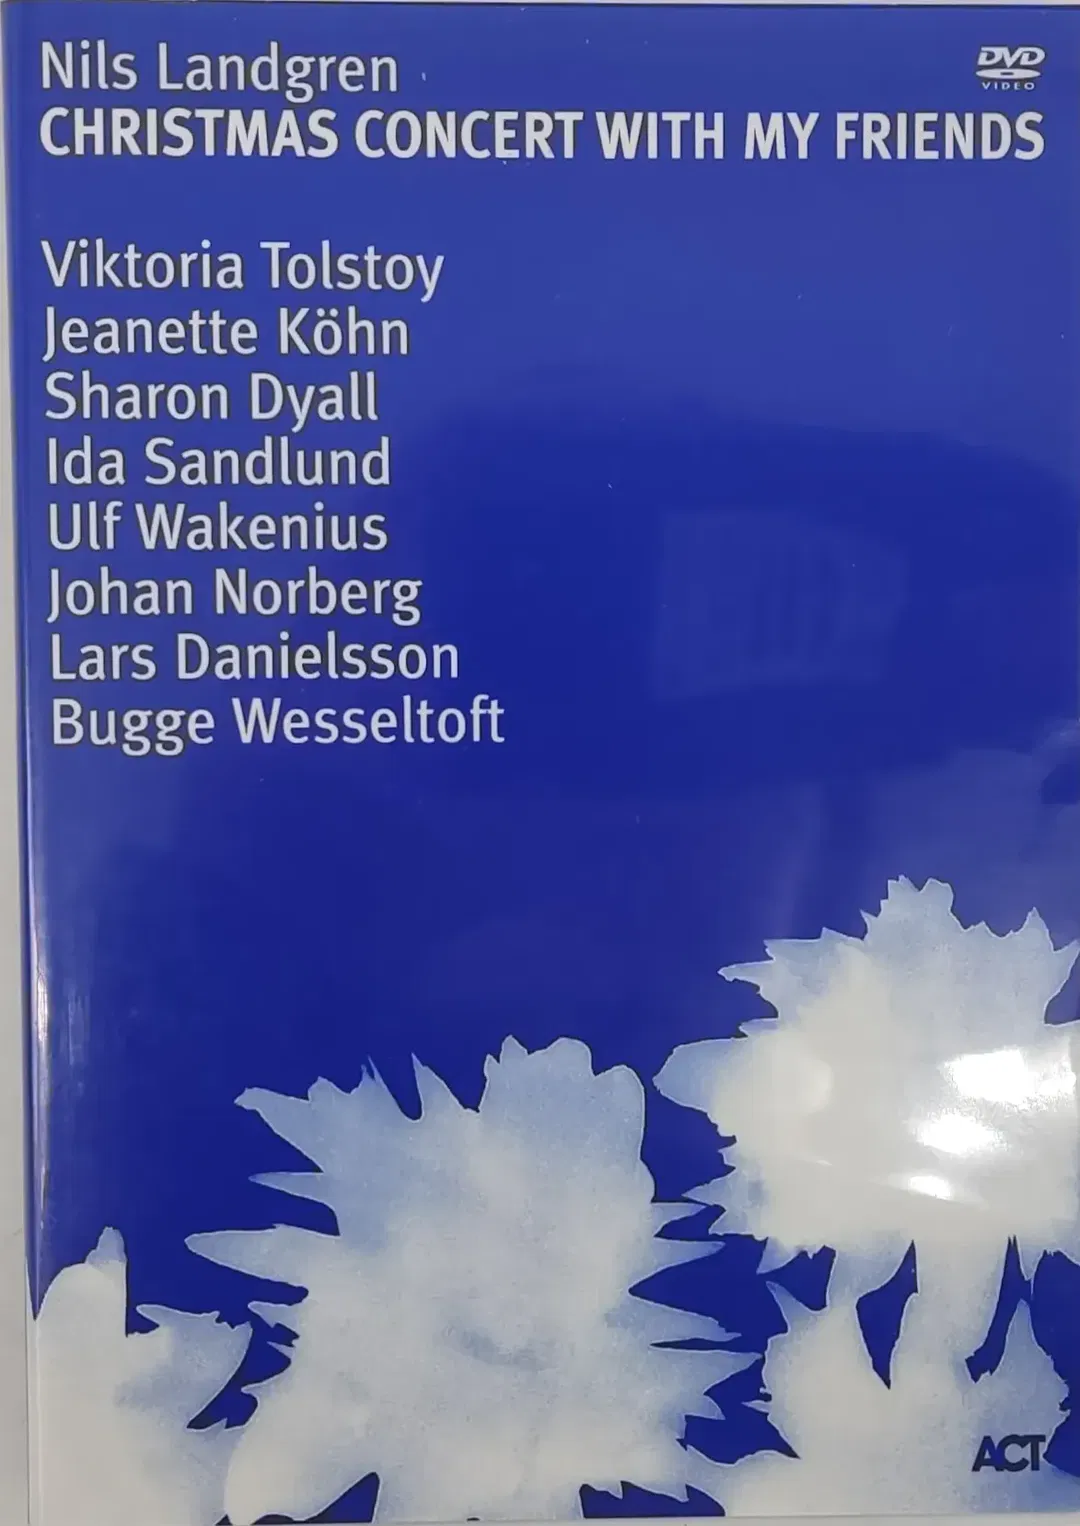 Nils Landgren
DVD
VIDEO
CHRISTMAS CONCERT WITH MY FRIENDS
Viktoria Tolstoy
Jeanette Köhn
Sharon Dyall
Ida Sandlund
Ulf Wakenius
Johan Norberg
Lars Danielsson
Bugge Wesseltoft
ACT